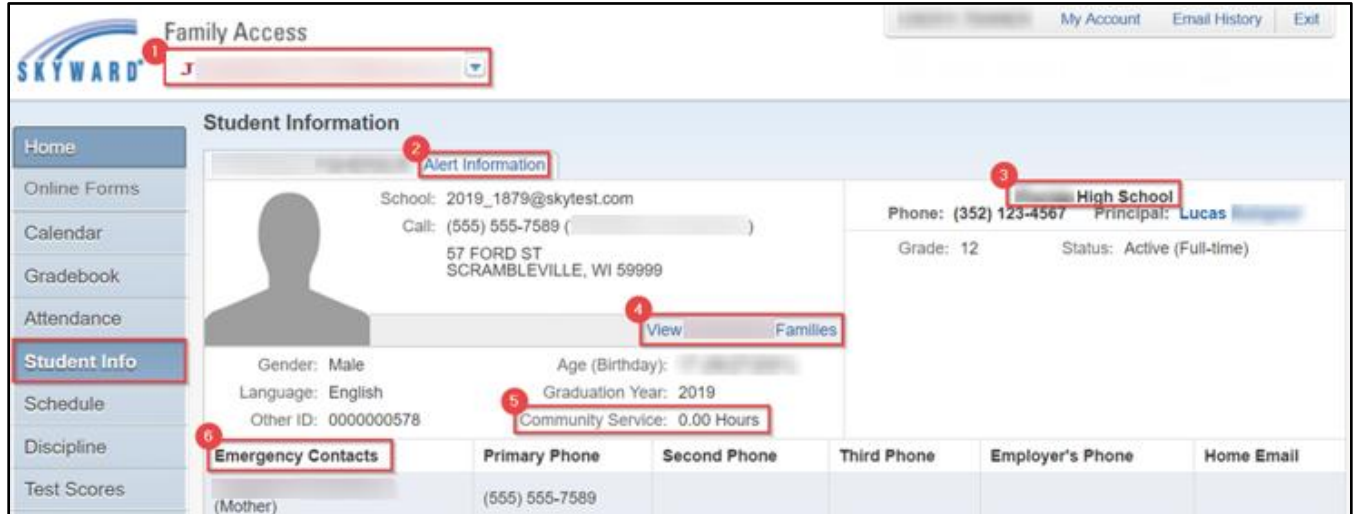 Family Access
My Account Email History Exit
SKYWARD
1
J
Student Information
Home
2
Alert Information
3
High School
Online Forms
School: 2019_1879@skytest.com
Phone: (352) 123-4567 Principal: Lucas
Call: (555) 555-7589 ( )
Calendar
57 FORD ST
Grade: 12 Status: Active (Full-time)
SCRAMBLEVILLE, WI 59999
Gradebook
Attendance
4
View Families
Student Info
Gender: Male Age (Birthday):
Language: English Graduation Year: 2019
Schedule
5
Other ID: 0000000578 Community Service: 0.00 Hours
Discipline
6
Emergency Contacts Primary Phone Second Phone Third Phone Employer's Phone Home Email
Test Scores
(555) 555-7589
(Mother)